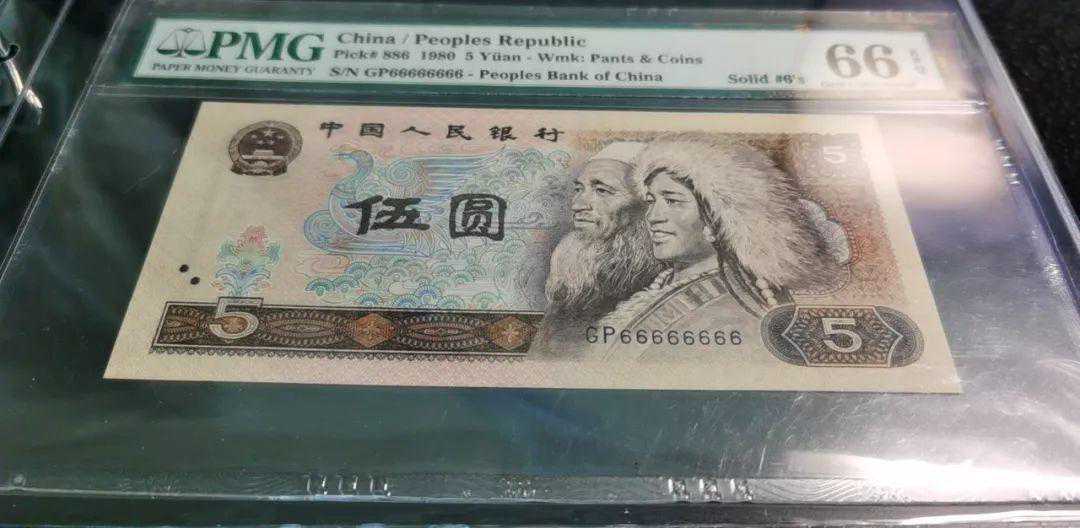 PMG
PAPER MONEY GUARANTY
China / Peoples Republic
Pick# 886 1980 5 Yüan - Wmk: Pants & Coins
S/N GP66666666 - Peoples Bank of China
Solid #6's
66
中国人民银行
5
伍圆
5
GP66666666
5